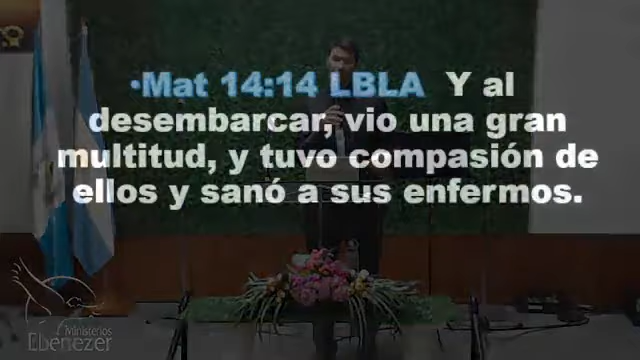 •Mat 14:14 LBLA Y al
desembarcar, vio una gran
multitud, y tuvo compasión de
ellos y sanó a sus enfermos.
Ministerios
Ebenezer